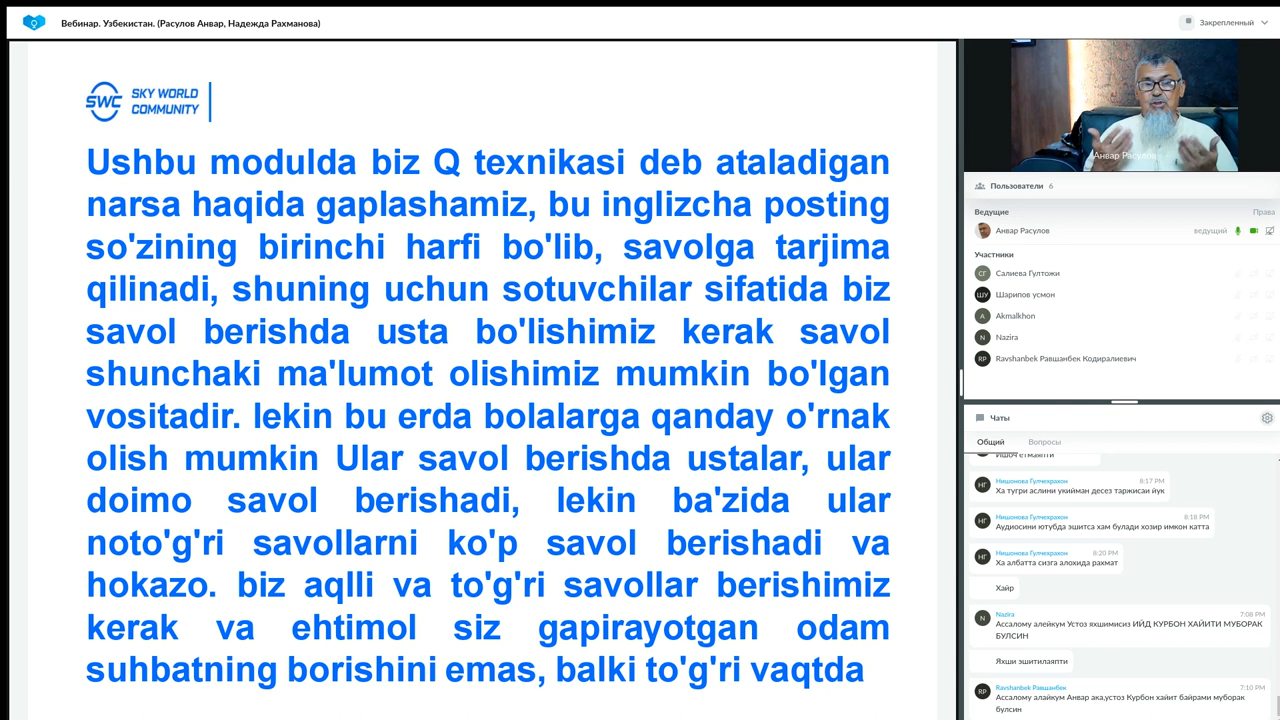 Вебинар. Узбекистан. (Расулов Анвар, Надежда Рахманова)
Закрепленный
SWC
SKY WORLD
COMMUNITY
Ushbu modulda biz Q texnikasi deb ataladigan
narsa haqida gaplashamiz, bu inglizcha posting
so'zining birinchi harfi bo'lib, savolga tarjima
qilinadi, shuning uchun sotuvchilar sifatida biz
savol berishda usta bo'lishimiz kerak savol
shunchaki ma'lumot olishimiz mumkin bo'lgan
vositadir. lekin bu erda bolalarga qanday o'rnak
olish mumkin Ular savol berishda ustalar, ular
doimo savol berishadi, lekin ba'zida ular
noto'g'ri savollarni ko'p savol berishadi va
hokazo. biz aqlli va to'g'ri savollar berishimiz
kerak va ehtimol siz gapirayotgan odam
suhbatning borishini emas, balki to'g'ri vaqtda
Анвар Расулов
Пользователи 6
Ведущие Права
Анвар Расулов ведущий
Участники
СГ Салиева Гултожи
ШУ Шарипов усмон
A Akmalkhon
N Nazira
RP Ravshanbek Равшанбек Кодиралиевич
Чаты
Общий Вопросы
НГ Нишонова Гулчехрахон 8:17 PM
Ха тугри аслини укийман десез таржисаи йук
НГ Нишонова Гулчехрахон 8:18 PM
Аудиосини ютубда эшитса хам булади хозир имкон катта
НГ Нишонова Гулчехрахон 8:20 PM
Ха албатта сизга алохида рахмат
Хайр
N Nazira 7:08 PM
Ассалому алейкум Устоз яхшимисиз ИЙД КУРБОН ХАЙИТИ МУБОРАК
БУЛСИН
Яхши эшитилаяпти
RP Ravshanbek Равшанбек 7:10 PM
Ассалому алайкум Анвар ака,устоз Курбон хайит байрами муборак
булсин